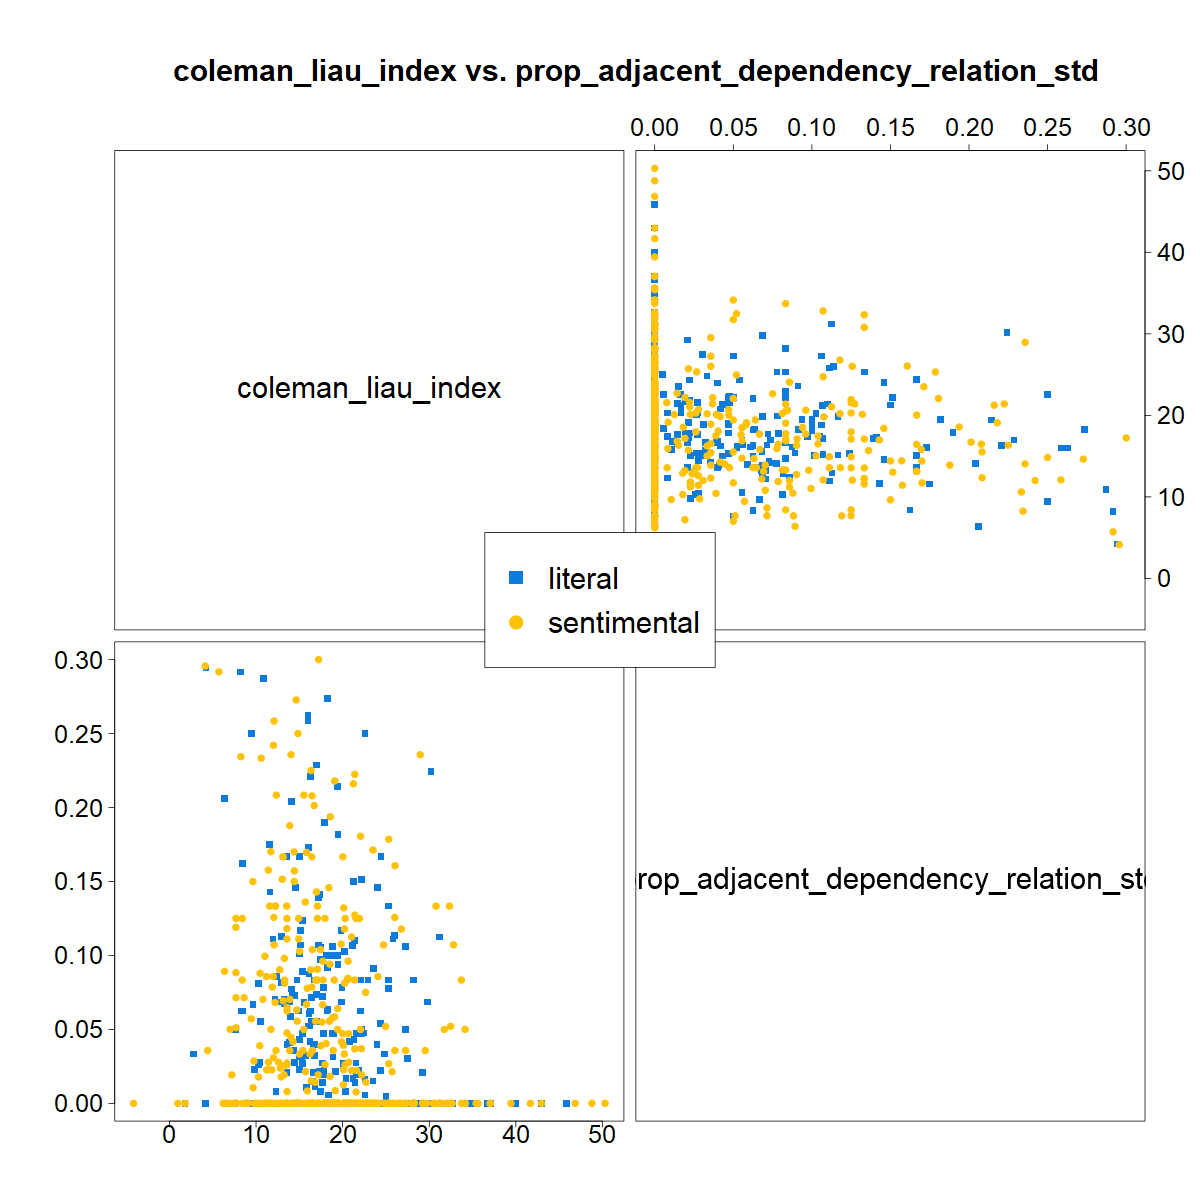 coleman_liau_index vs. prop_adjacent_dependency_relation_std
0.00 0.05 0.10 0.15 0.20 0.25 0.30
50
40
30
20
10
0
coleman_liau_index
literal
sentimental
0.30
0.25
0.20
0.15
0.10
0.05
0.00
rop_adjacent_dependency_relation_st
0 10 20 30 40 50